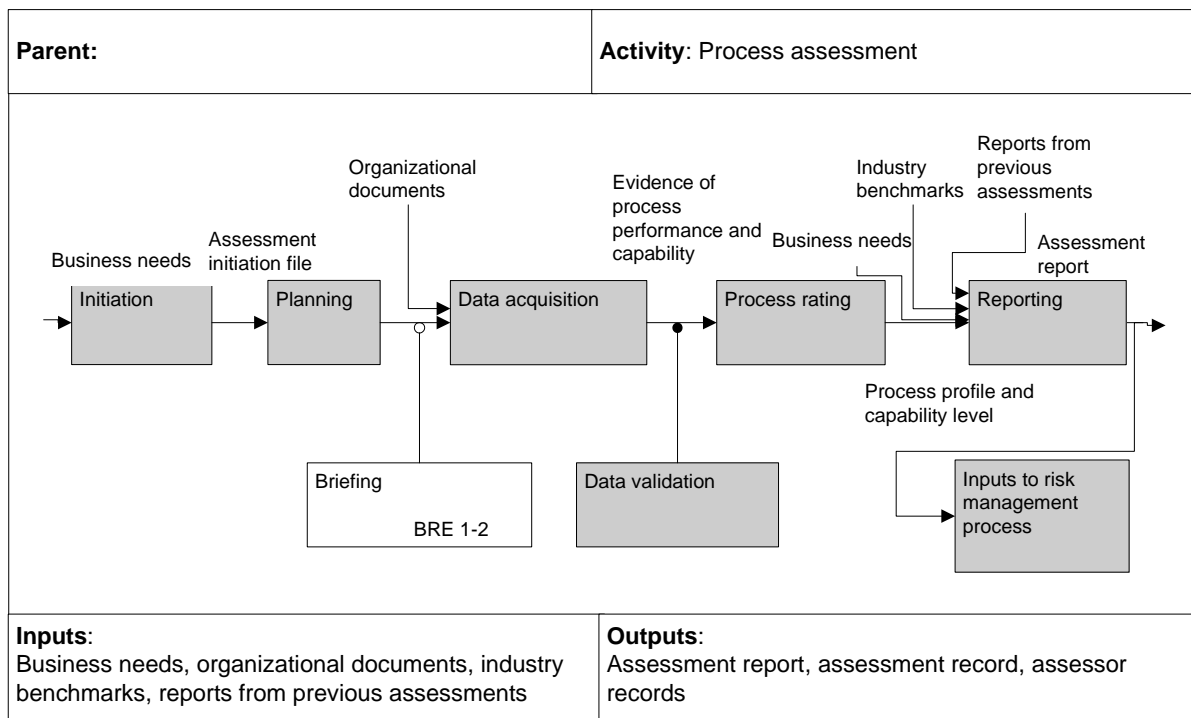 Parent:
Activity: Process assessment
Organizational
documents
Evidence of
process
performance and
capability
Industry
benchmarks
Reports from
previous
assessments
Business needs
Assessment
initiation file
Business needs
Assessment
report
Initiation
Planning
Data acquisition
Process rating
Reporting
Process profile and
capability level
Briefing
BRE 1-2
Data validation
Inputs to risk
management
process
Inputs:
Business needs, organizational documents, industry
benchmarks, reports from previous assessments
Outputs:
Assessment report, assessment record, assessor
records